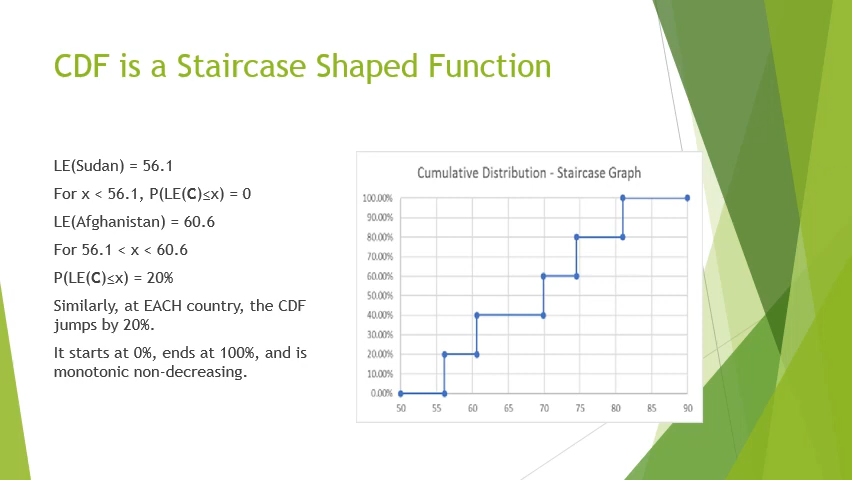 CDF is a Staircase Shaped Function
LE(Sudan) = 56.1
For x < 56.1, P(LE(C)≤x) = 0
LE(Afghanistan) = 60.6
For 56.1 < x < 60.6
P(LE(C)≤x) = 20%
Similarly, at EACH country, the CDF
jumps by 20%.
It starts at 0%, ends at 100%, and is
monotonic non-decreasing.
Cumulative Distribution - Staircase Graph
100.00%
90.00%
80.00%
70.00%
60.00%
50.00%
40.00%
30.00%
20.00%
10.00%
0.00%
50 55 60 65 70 75 80 85 90